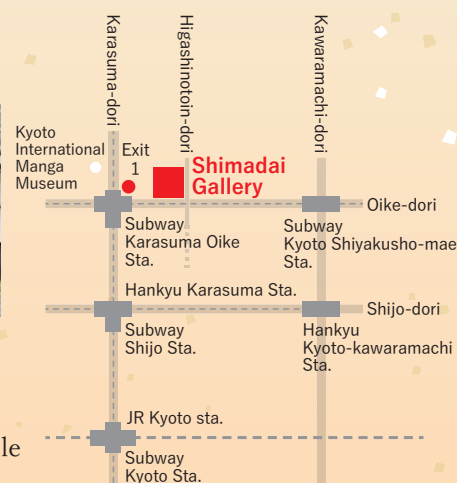 Karasuma-dori
Higashinotoin-dori
Kawaramachi-dori
Kyoto
International
Manga
Museum
Exit
1
Shimadai
Gallery
Oike-dori
Subway
Karasuma Oike
Sta.
Subway
Kyoto Shiyakusho-mae
Sta.
Hankyu Karasuma Sta.
Shijo-dori
Subway
Shijo Sta.
Hankyu
Kyoto-kawaramachi
Sta.
JR Kyoto sta.
le
Subway
Kyoto Sta.